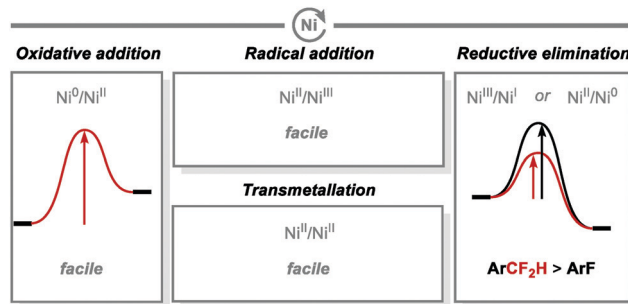 Ni
Oxidative addition
Ni⁰/Niᴵᴵ
facile
Radical addition
Niᴵᴵ/Niᴵᴵᴵ
facile
Transmetallation
Niᴵᴵ/Niᴵᴵ
facile
Reductive elimination
Niᴵᴵᴵ/Niᴵ or Niᴵᴵ/Ni⁰
ArCF₂H > ArF